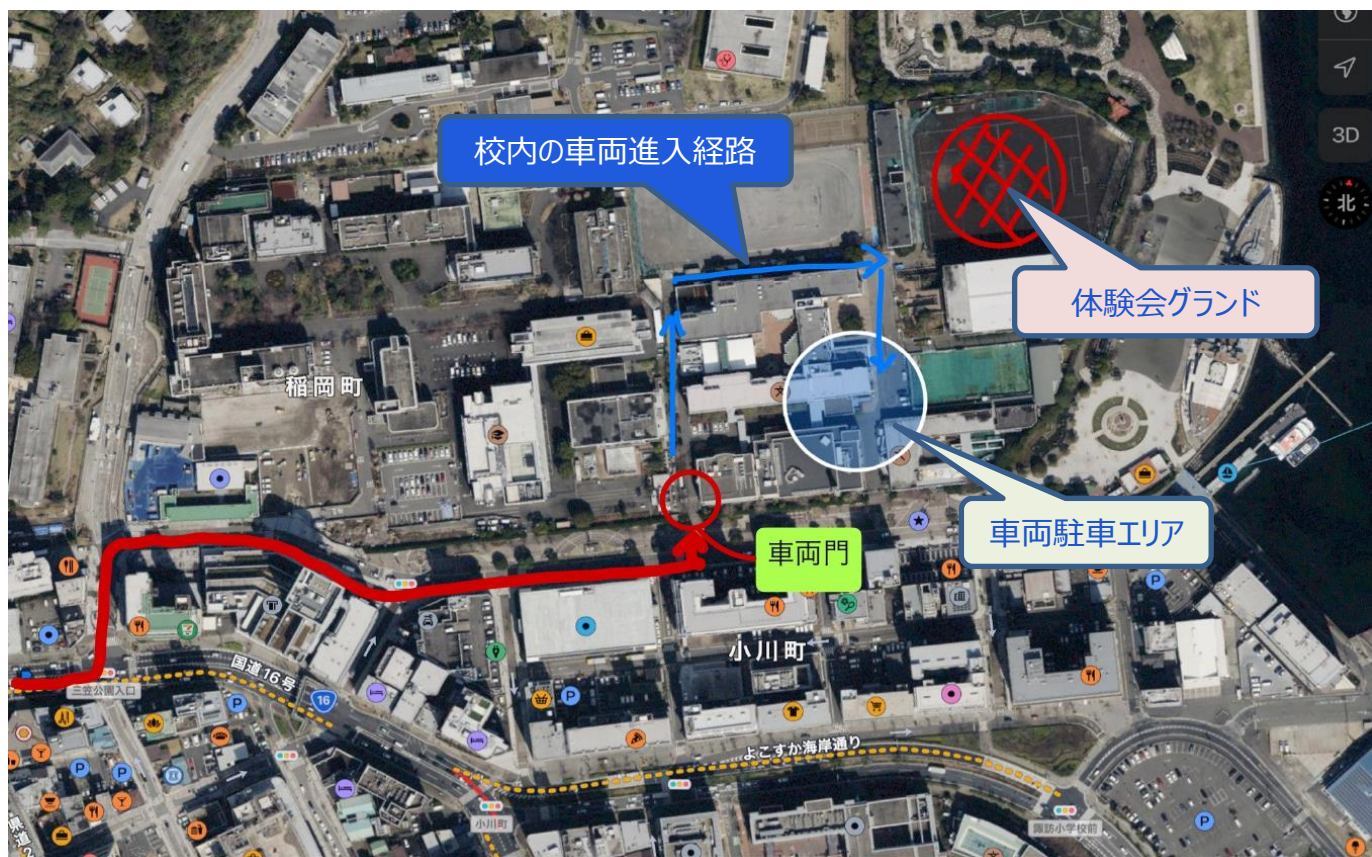 3D
北
校内の車両進入経路
体験会グランド
稲岡町
車両駐車エリア
車両門
小川町
国道16号
16
三笠公園入口
よこすか海岸通り
小川町
諏訪小学校前
県道2
P
P
P
P
P
P
P